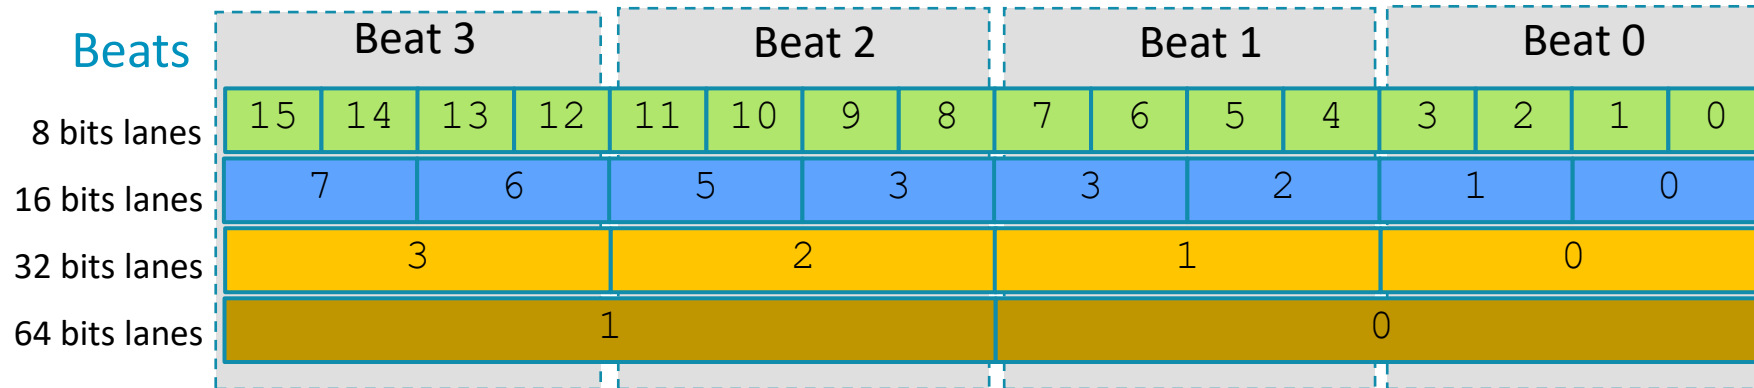 Beats Beat 3 Beat 2 Beat 1 Beat 0
8 bits lanes 15 14 13 12 11 10 9 8 7 6 5 4 3 2 1 0
16 bits lanes 7 6 5 3 3 2 1 0
32 bits lanes 3 2 1 0
64 bits lanes 1 0